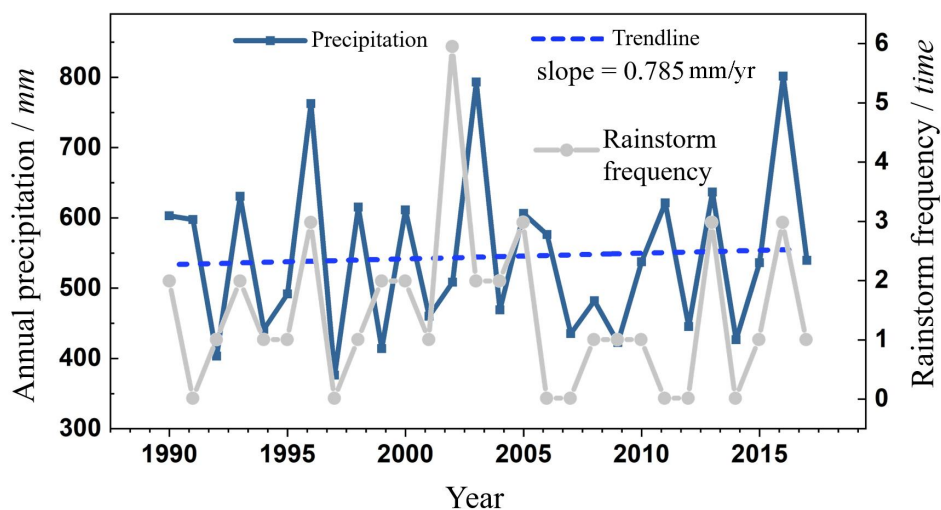 Precipitation
Trendline
slope = 0.785 mm/yr
Rainstorm
frequency
Annual precipitation / mm
800
700
600
500
400
300
6
5
4
3
2
1
0
Rainstorm frequency / time
1990 1995 2000 2005 2010 2015
Year